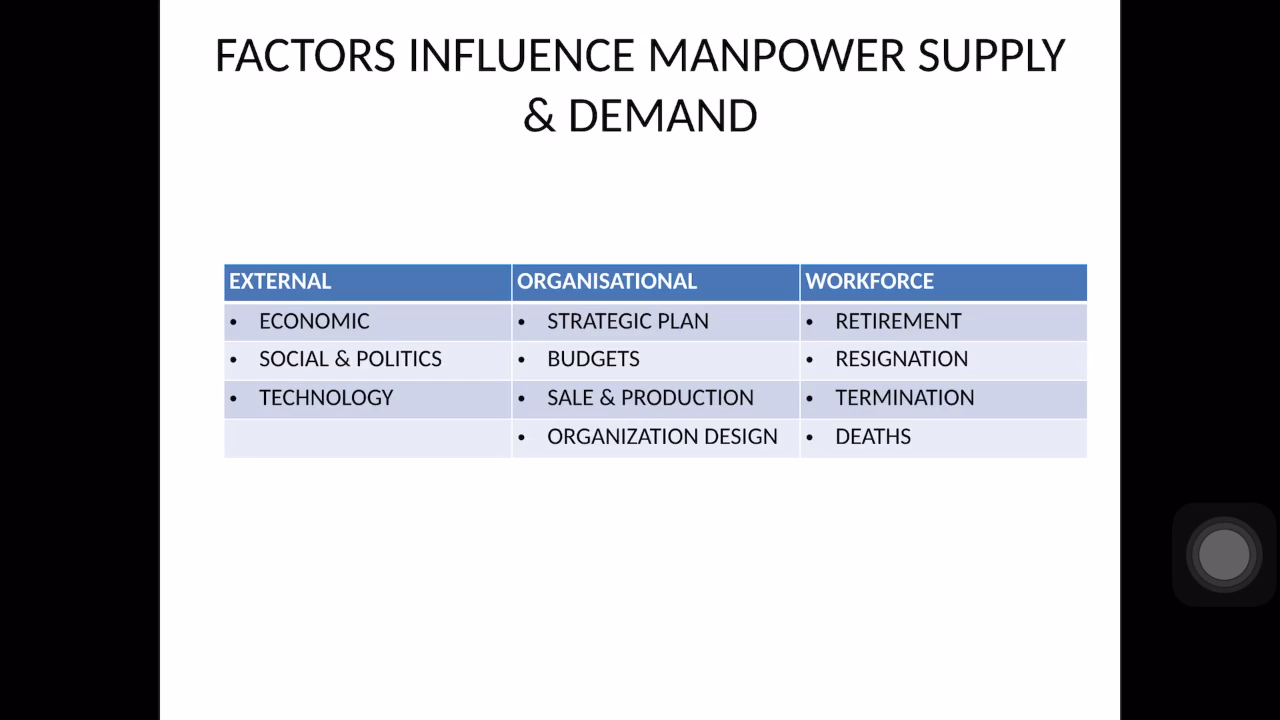 FACTORS INFLUENCE MANPOWER SUPPLY
& DEMAND
EXTERNAL ORGANISATIONAL WORKFORCE
• ECONOMIC • STRATEGIC PLAN • RETIREMENT
• SOCIAL & POLITICS • BUDGETS • RESIGNATION
• TECHNOLOGY • SALE & PRODUCTION • TERMINATION
• ORGANIZATION DESIGN • DEATHS